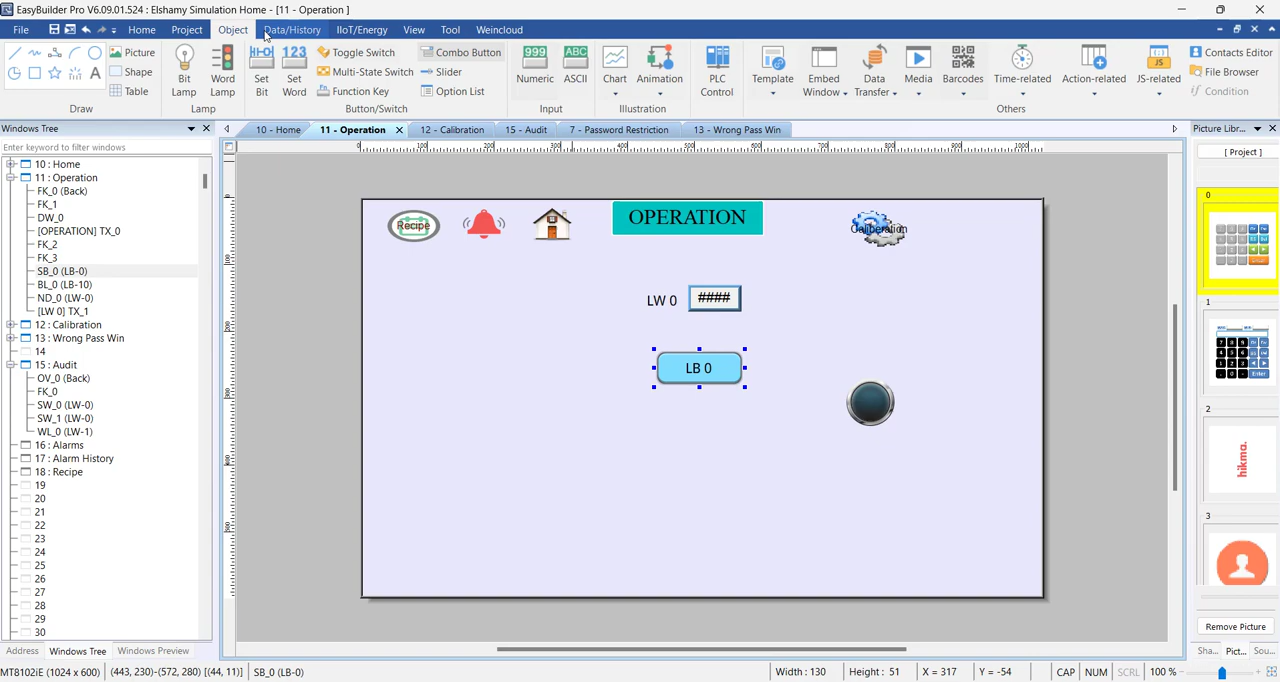 EasyBuilder Pro V6.09.01.524 : Elshamy Simulation Home - [11 - Operation ]
File Home Project Object Data/History IIoT/Energy View Tool Weincloud
Picture
Shape
Table
Draw
Bit Lamp
Word Lamp
Lamp
Set Bit
123
Set Word
Toggle Switch
Multi-State Switch
Function Key
Combo Button
Slider
Option List
Button/Switch
999
Numeric
ABC
ASCII
Input
Chart
Animation
Illustration
PLC Control
Template
Embed Window
Data Transfer
Media
Barcodes
Time-related
Action-related
JS
JS-related
Contacts Editor
File Browser
Condition
Others
Windows Tree
10 - Home
11 - Operation
12 - Calibration
15 - Audit
7 - Password Restriction
13 - Wrong Pass Win
Picture Libr...
Enter keyword to filter windows
[ Project ]
10: Home
11: Operation
FK_0 (Back)
FK_1
DW_0
[OPERATION] TX_0
FK_2
FK_3
SB_0 (LB-0)
BL_0 (LB-10)
ND_0 (LW-0)
[LW 0] TX_1
12: Calibration
13: Wrong Pass Win
14
15: Audit
OV_0 (Back)
FK_0
SW_0 (LW-0)
SW_1 (LW-0)
WL_0 (LW-1)
16: Alarms
17: Alarm History
18: Recipe
19
20
21
22
23
24
25
26
27
28
29
30
Recipe
OPERATION
Caliberation
LW 0
####
LB 0
0
1
2
hikma.
3
Remove Picture
Address Windows Tree Windows Preview
Sha... Pict... Sou...
MT8102iE (1024 x 600) (443, 230)-(572, 280) [(44, 11)] SB_0 (LB-0) Width : 130 Height : 51 X = 317 Y = -54 CAP NUM SCRL 100 %